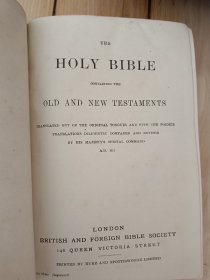 THE
HOLY BIBLE
CONTAINING THE
OLD AND NEW TESTAMENTS
TRANSLATED OUT OF THE ORIGINAL TONGUES AND WITH THE FORMER
TRANSLATIONS DILIGENTLY COMPARED AND REVISED
BY HIS MAJESTY'S SPECIAL COMMAND
A.D. 1611
LONDON
BRITISH AND FOREIGN BIBLE SOCIETY
146 QUEEN VICTORIA STREET
PRINTED BY EYRE AND SPOTTISWOODE LIMITED